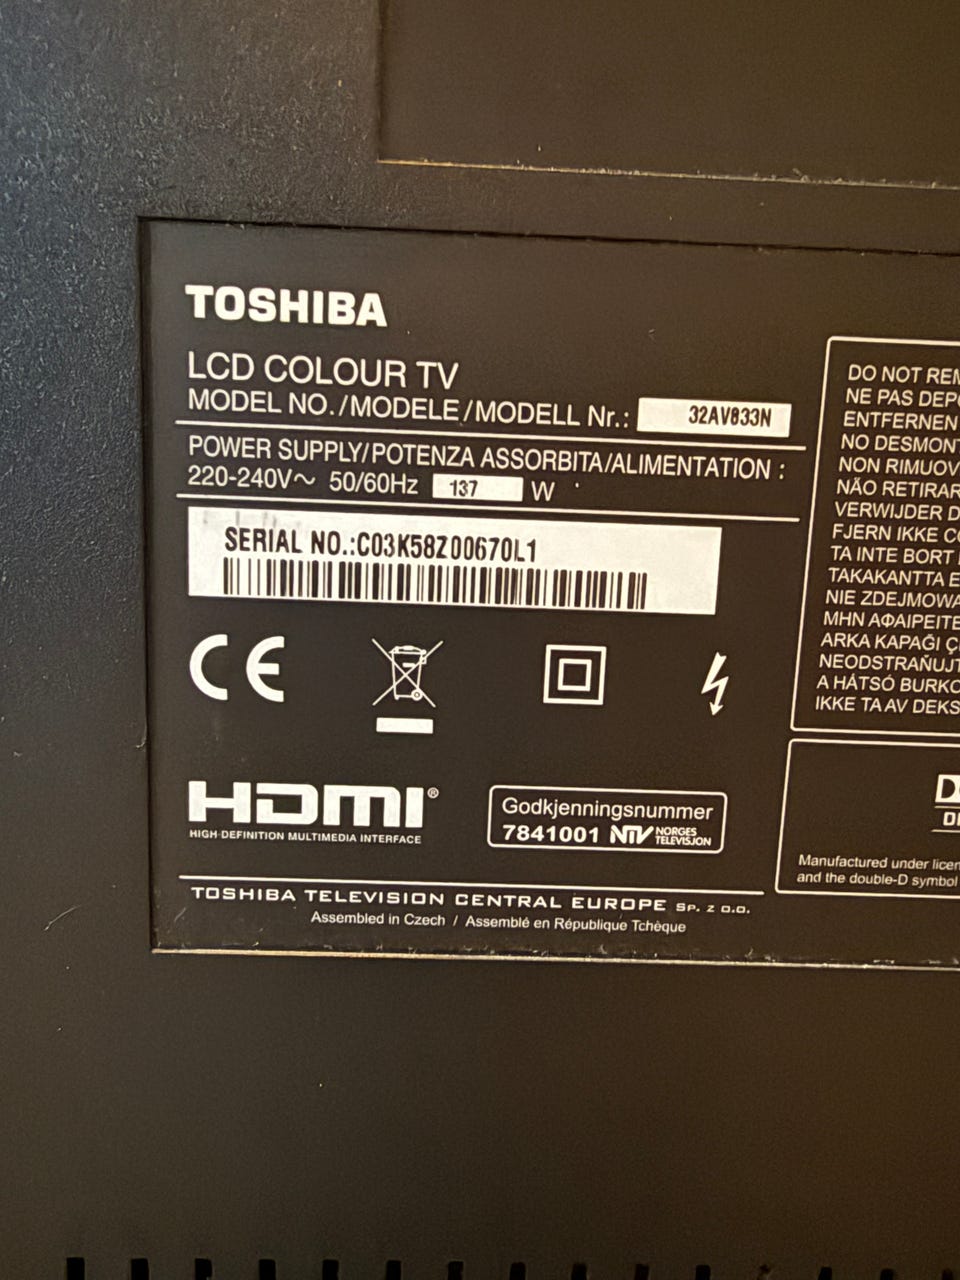 TOSHIBA
LCD COLOUR TV
MODEL NO./MODELE/MODELL Nr.: 32AV833N
POWER SUPPLY/POTENZA ASSORBITA/ALIMENTATION :
220-240V~ 50/60Hz 137 W
SERIAL NO.:C03K58Z00670L1
CE
HDMI®
HIGH-DEFINITION MULTIMEDIA INTERFACE
Godkjenningsnummer
7841001 NTV NORGES
TELEVISJON
TOSHIBA TELEVISION CENTRAL EUROPE SP. Z O.O.
Assembled in Czech / Assemblé en République Tchèque
DO NOT REM
NE PAS DEPO
ENTFERNEN
NO DESMONT
NON RIMUOV
NÃO RETIRAR
VERWIJDER D
FJERN IKKE CO
TA INTE BORT
TAKAKANTTA E
NIE ZDEJMOWA
ΜΗΝ ΑΦΑΙΡΕΙΤΕ
ARKA KAPAĞI Ç
NEODSTRAŇUJT
A HÁTSÓ BURKO
IKKE TA AV DEKS
Manufactured under licen
and the double-D symbol